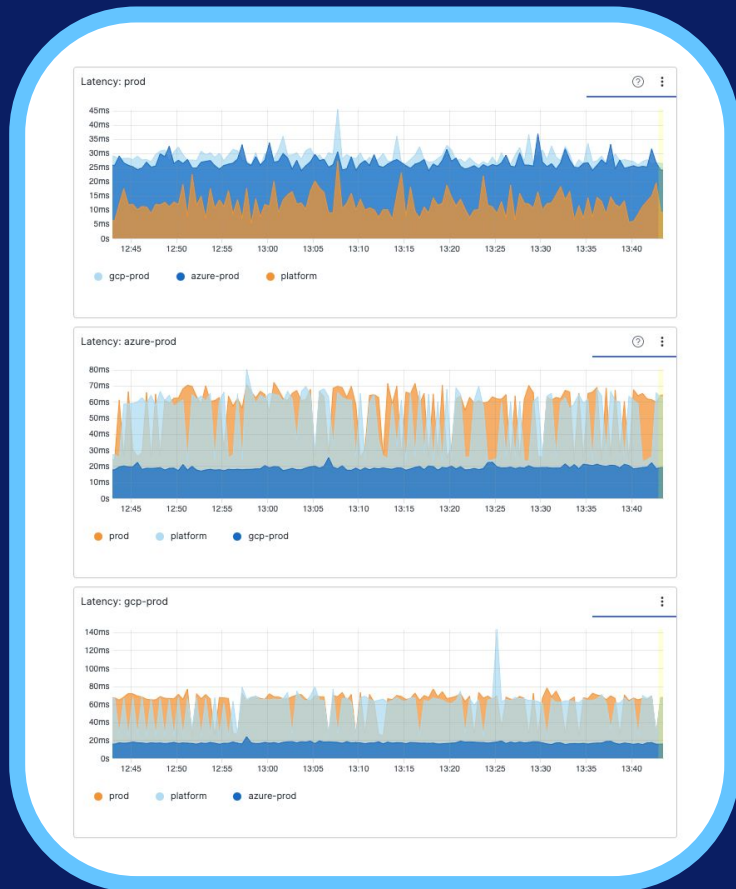 Latency: prod
45ms
40ms
35ms
30ms
25ms
20ms
15ms
10ms
5ms
0s
12:45 12:50 12:55 13:00 13:05 13:10 13:15 13:20 13:25 13:30 13:35 13:40
gcp-prod azure-prod platform
Latency: azure-prod
80ms
70ms
60ms
50ms
40ms
30ms
20ms
10ms
0s
12:45 12:50 12:55 13:00 13:05 13:10 13:15 13:20 13:25 13:30 13:35 13:40
prod platform gcp-prod
Latency: gcp-prod
140ms
120ms
100ms
80ms
60ms
40ms
20ms
0s
12:45 12:50 12:55 13:00 13:05 13:10 13:15 13:20 13:25 13:30 13:35 13:40
prod platform azure-prod